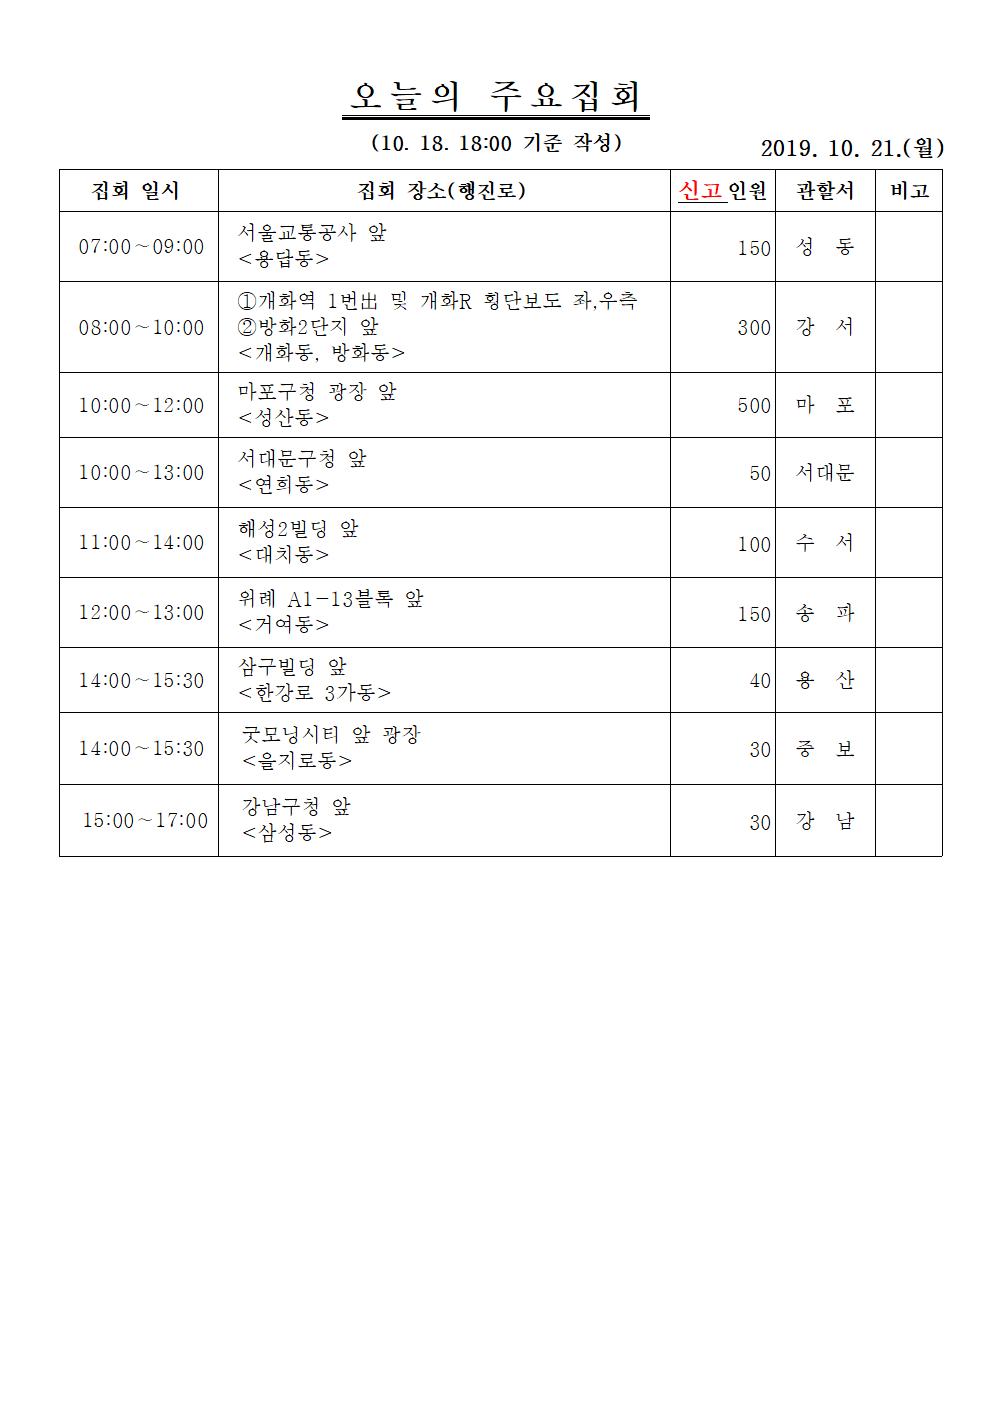 오늘의 주요집회
(10. 18. 18:00 기준 작성)
2019. 10. 21.(월)
집회 일시 집회 장소(행진로) 신고 인원 관할서 비고
07:00~09:00 서울교통공사 앞 150 성 동
<용답동>
①개화역 1번出 및 개화R 횡단보도 좌,우측
08:00~10:00 ②방화2단지 앞 300 강 서
<개화동, 방화동>
10:00~12:00 마포구청 광장 앞 500 마 포
<성산동>
10:00~13:00 서대문구청 앞 50 서대문
<연희동>
11:00~14:00 해성2빌딩 앞 100 수 서
<대치동>
12:00~13:00 위례 A1-13블록 앞 150 송 파
<거여동>
14:00~15:30 삼구빌딩 앞 40 용 산
<한강로 3가동>
14:00~15:30 굿모닝시티 앞 광장 30 중 보
<을지로동>
15:00~17:00 강남구청 앞 30 강 남
<삼성동>